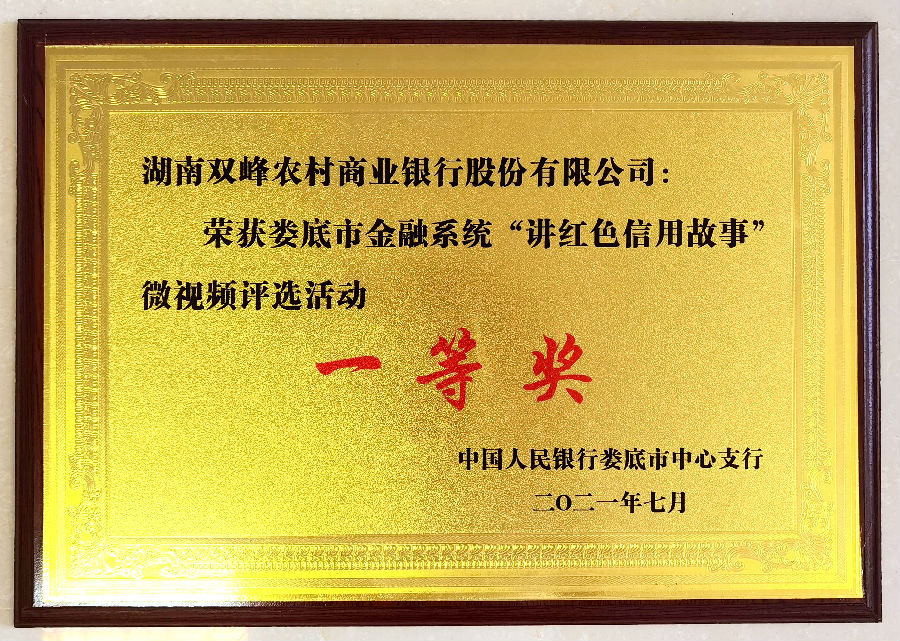 湖南双峰农村商业银行股份有限公司：
荣获娄底市金融系统“讲红色信用故事”
微视频评选活动
一等奖
中国人民银行娄底市中心支行
二〇二一年七月